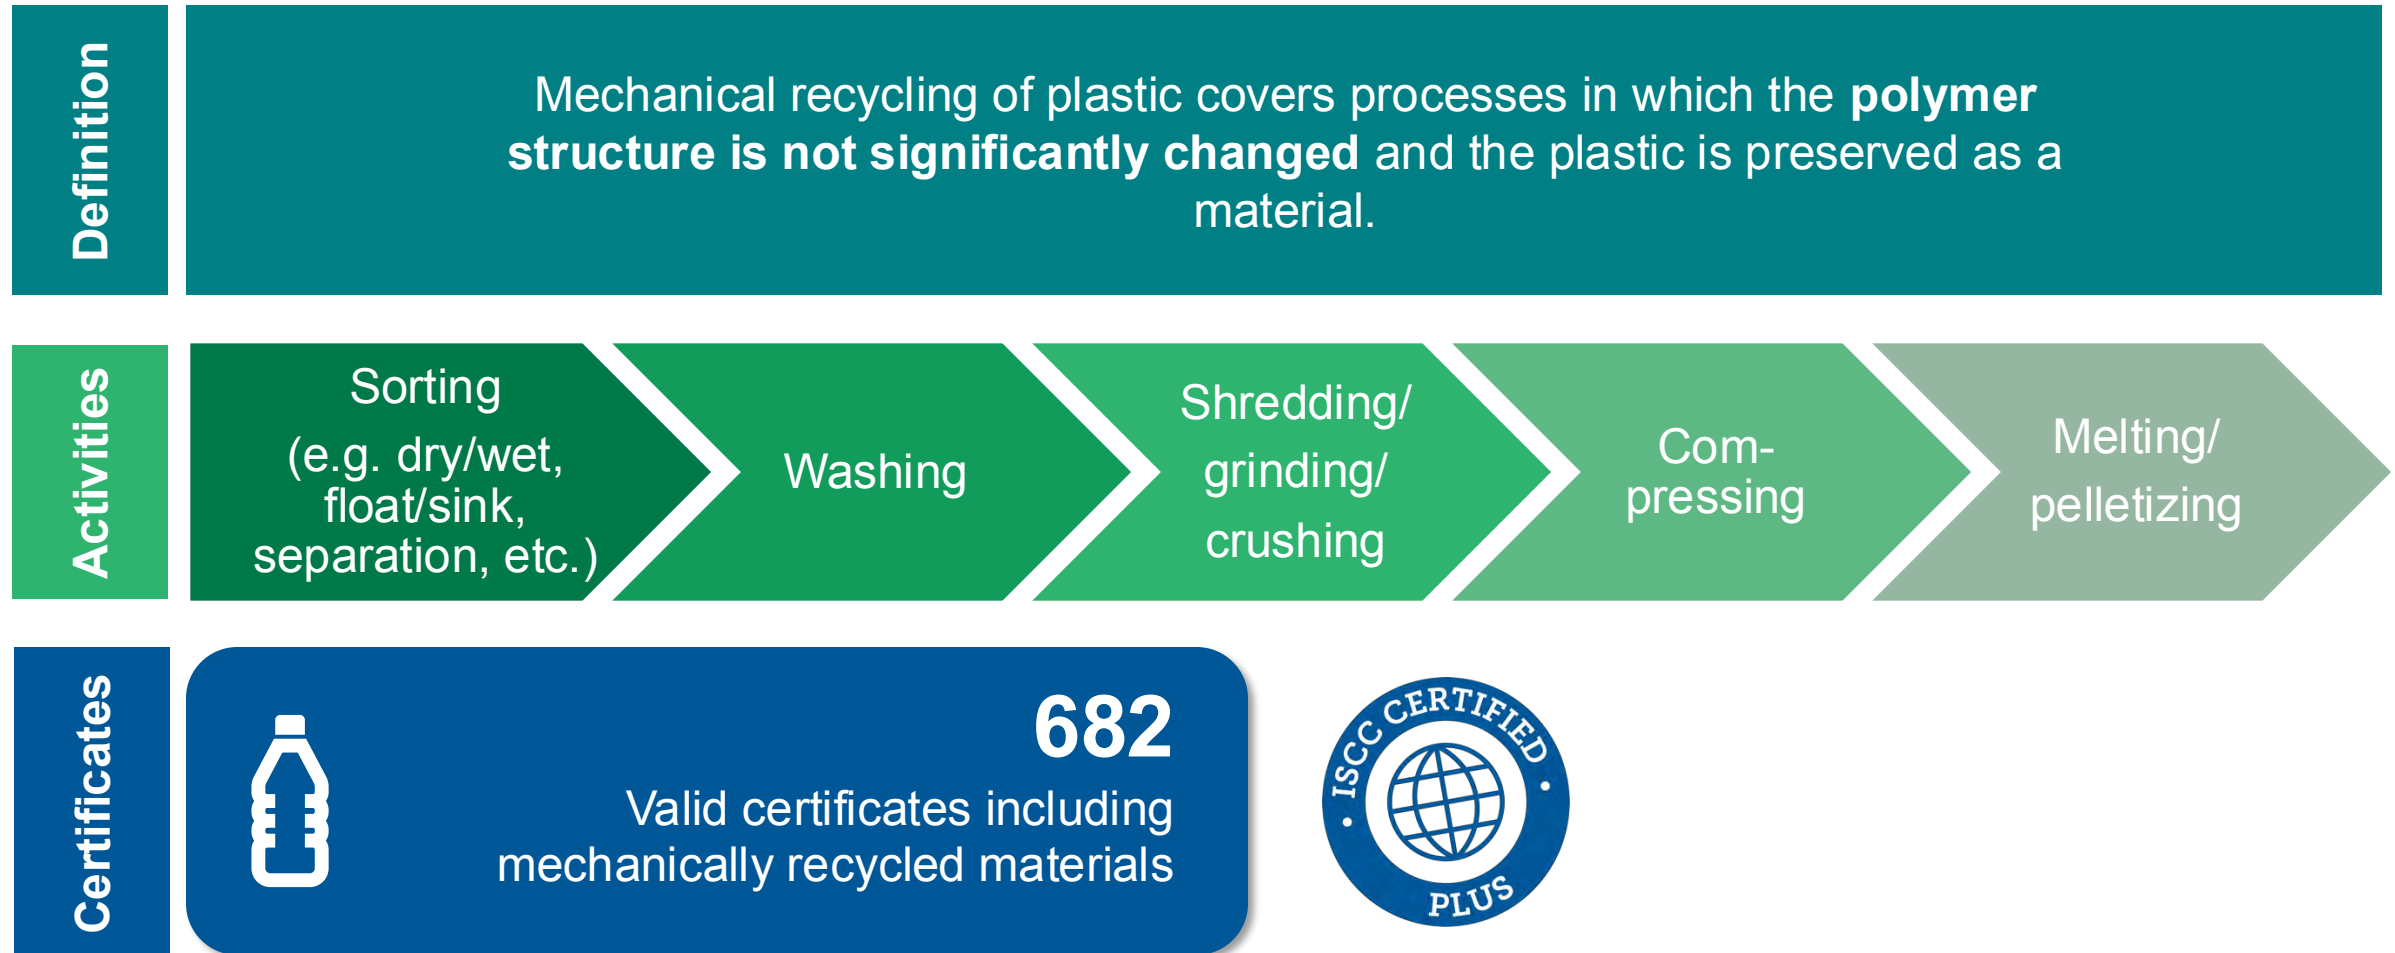 Definition
Mechanical recycling of plastic covers processes in which the polymer
structure is not significantly changed and the plastic is preserved as a
material.
Activities
Sorting
(e.g. dry/wet,
float/sink,
separation, etc.)
Washing
Shredding/
grinding/
crushing
Com-
pressing
Melting/
pelletizing
Certificates
682
Valid certificates including
mechanically recycled materials
• ISCC CERTIFIED •
PLUS